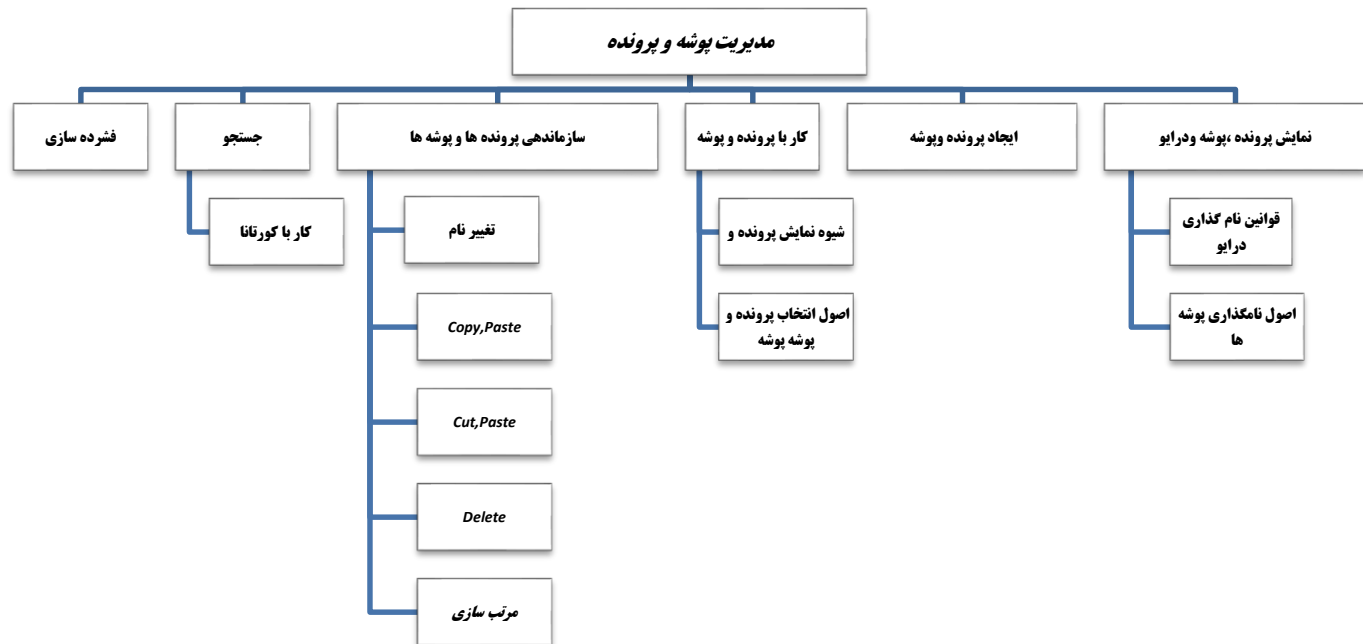 مدیریت پوشه و پرونده
نمایش پرونده ،پوشه ودرایو
ایجاد پرونده وپوشه
کار با پرونده و پوشه
سازماندهی پرونده ها و پوشه ها
جستجو
فشرده سازی
قوانین نام گذاری
درایو
اصول نامگذاری پوشه
ها
شیوه نمایش پرونده و
اصول انتخاب پرونده و
پوشه پوشه
تغییر نام
Copy,Paste
Cut,Paste
Delete
مرتب سازی
کار با کورتانا